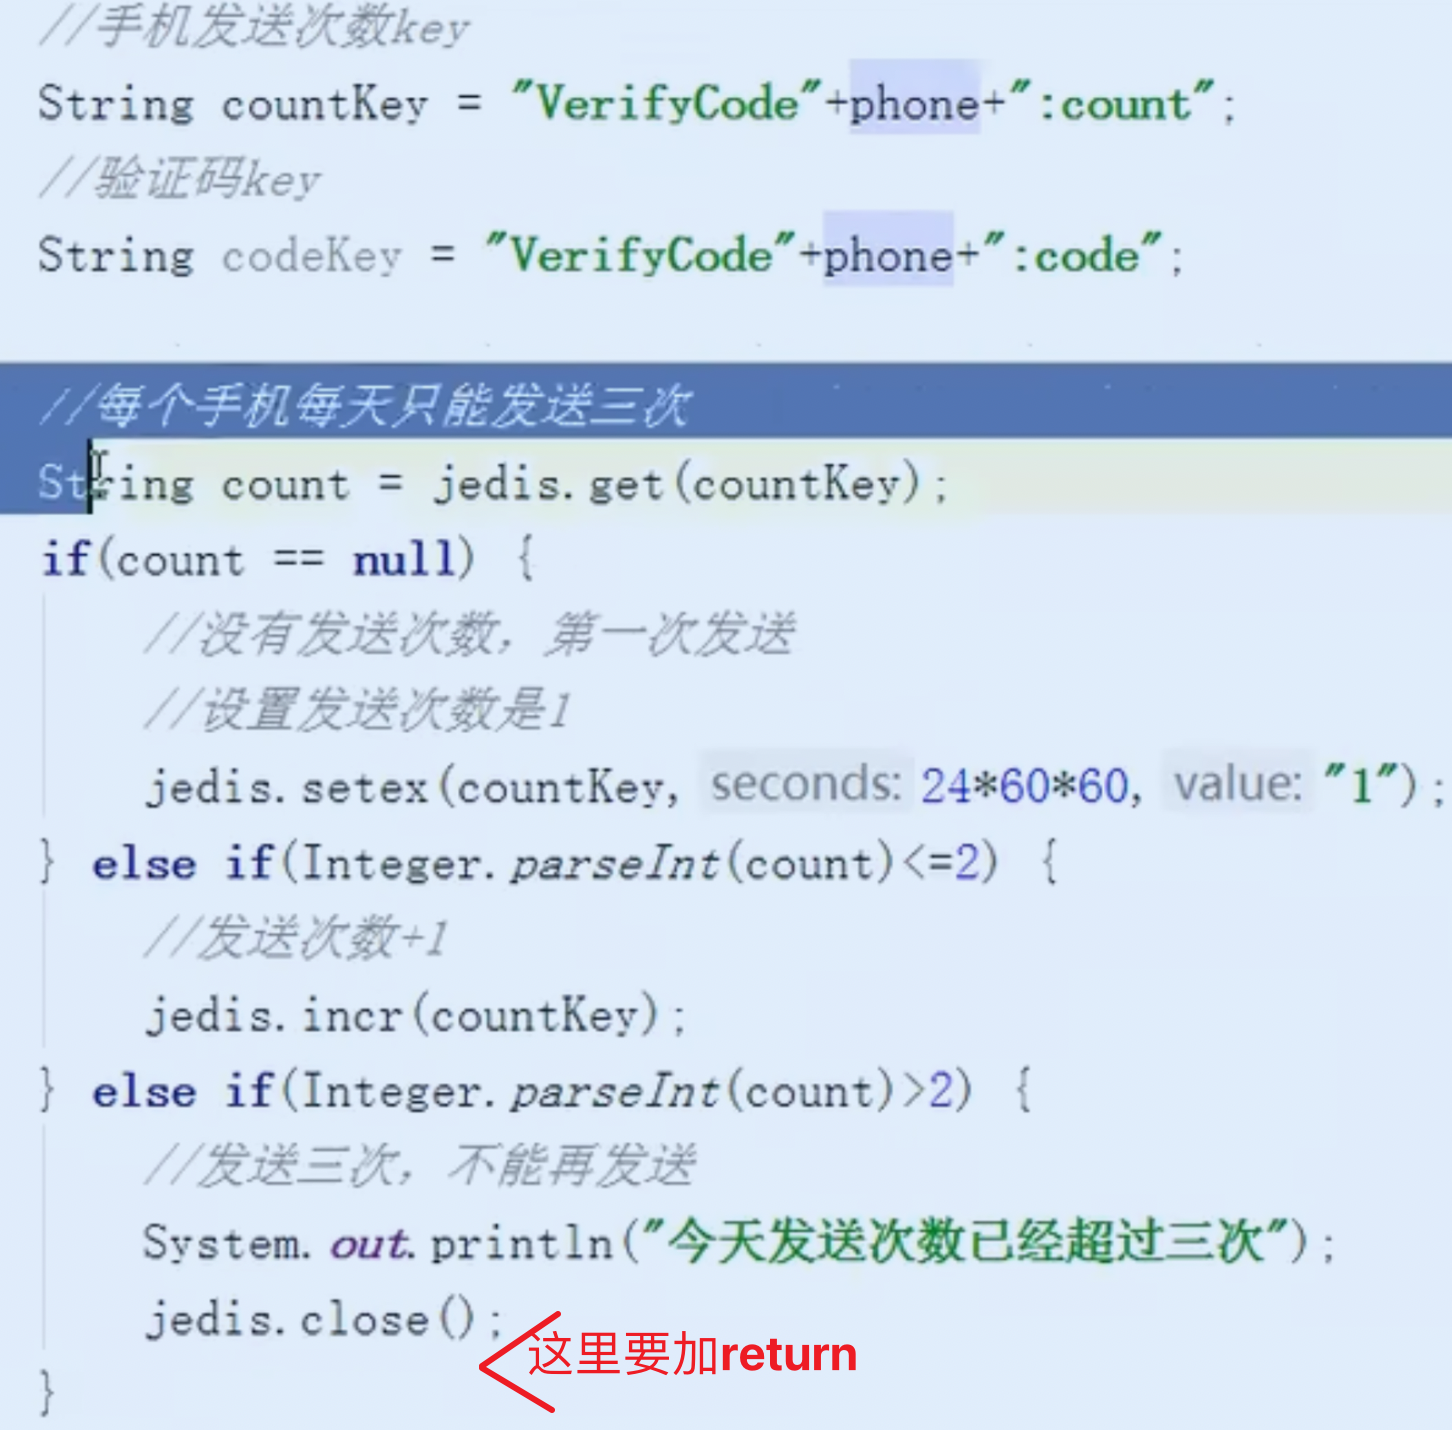 //手机发送次数key
String countKey = "VerifyCode"+phone+":count";
//验证码key
String codeKey = "VerifyCode"+phone+":code";
//每个手机每天只能发送三次
String count = jedis.get(countKey);
if(count == null) {
//没有发送次数，第一次发送
//设置发送次数是1
jedis.setex(countKey, seconds: 24*60*60, value: "1");
} else if(Integer.parseInt(count)<=2) {
//发送次数+1
jedis.incr(countKey);
} else if(Integer.parseInt(count)>2) {
//发送三次，不能再发送
System.out.println("今天发送次数已经超过三次");
jedis.close();
这里要加return
}